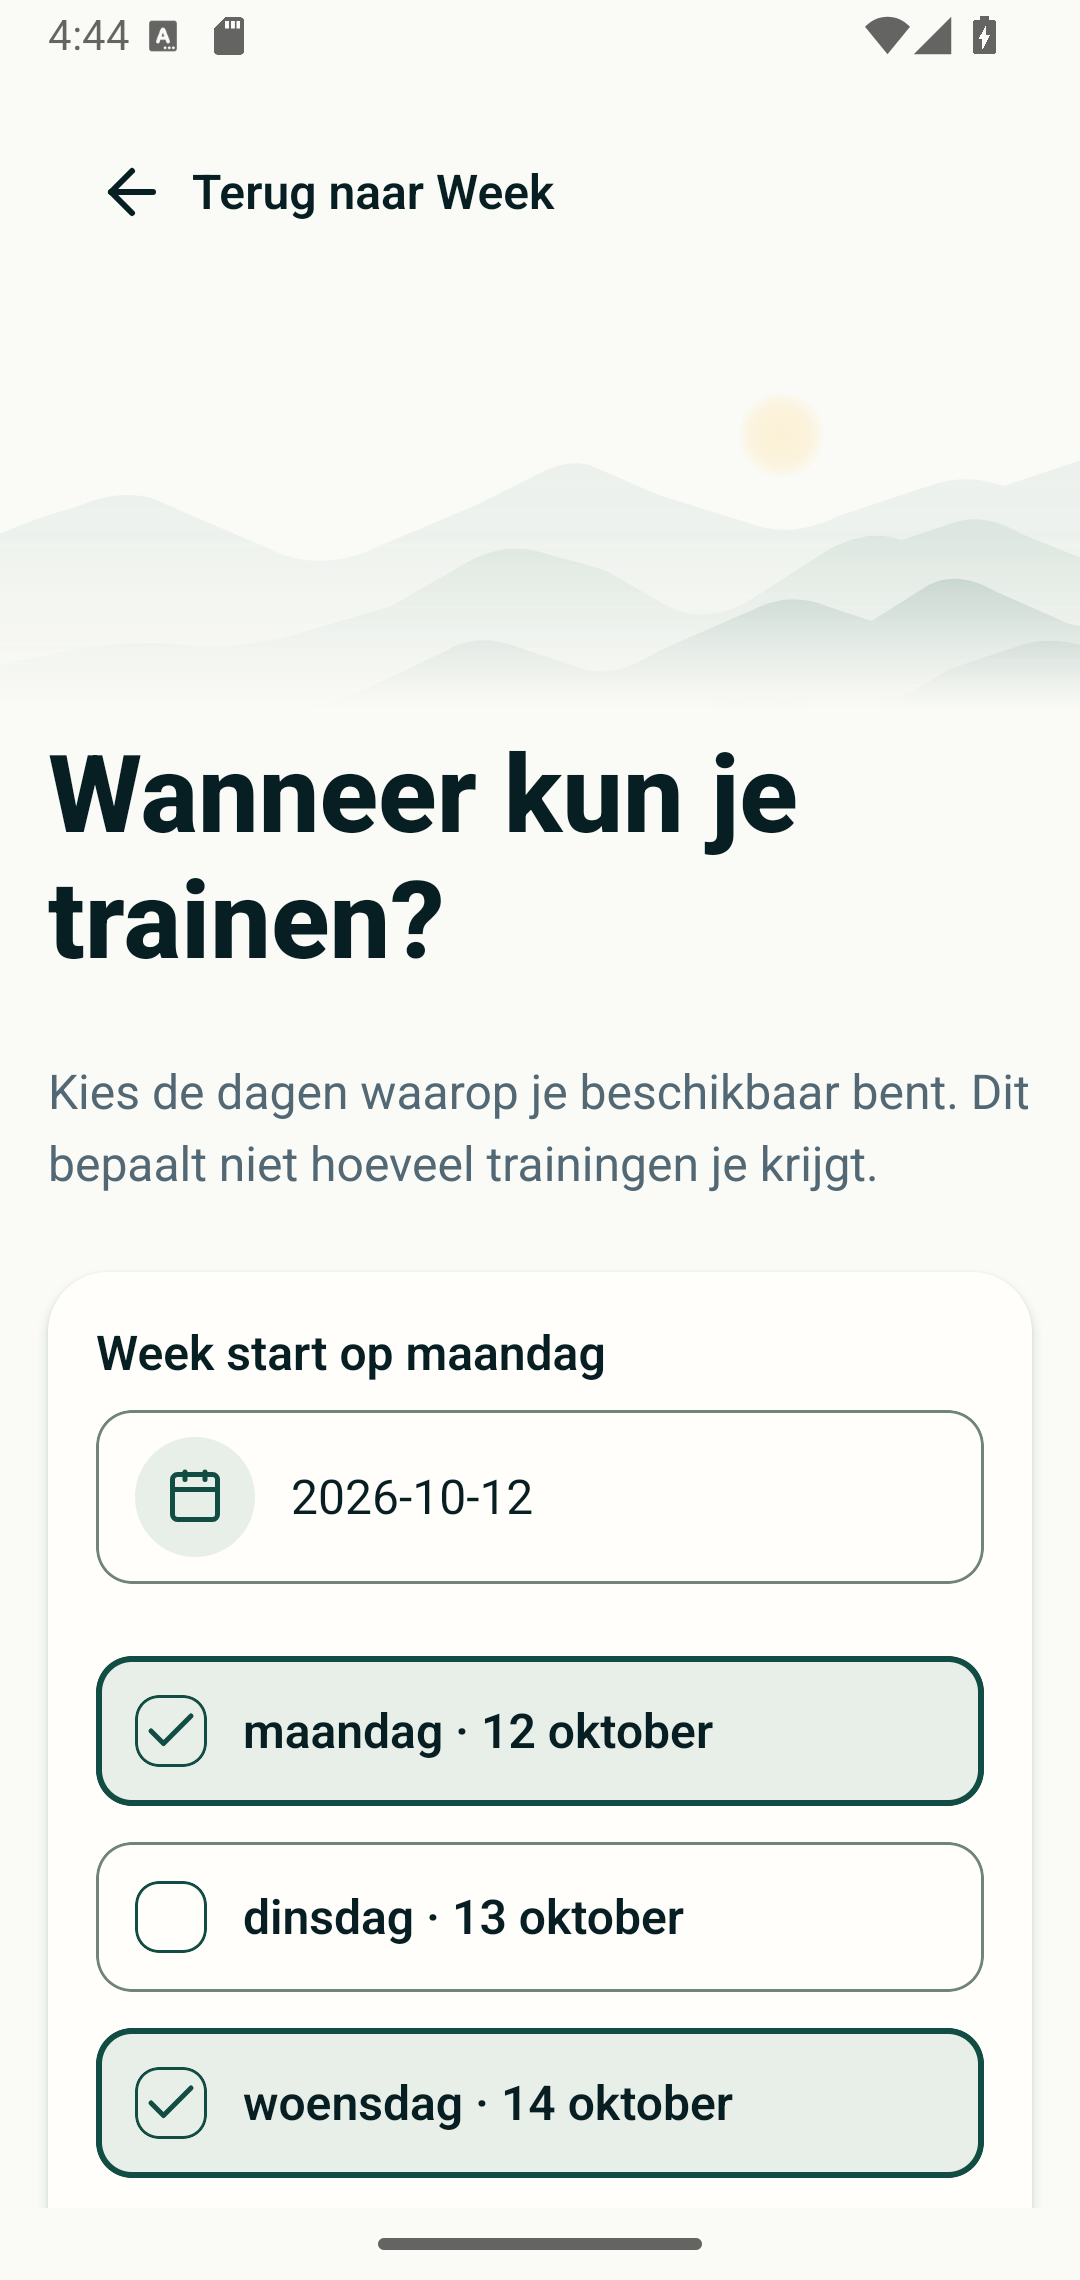 4:44
Terug naar Week
Wanneer kun je
trainen?
Kies de dagen waarop je beschikbaar bent. Dit
bepaalt niet hoeveel trainingen je krijgt.
Week start op maandag
2026-10-12
maandag · 12 oktober
dinsdag · 13 oktober
woensdag · 14 oktober